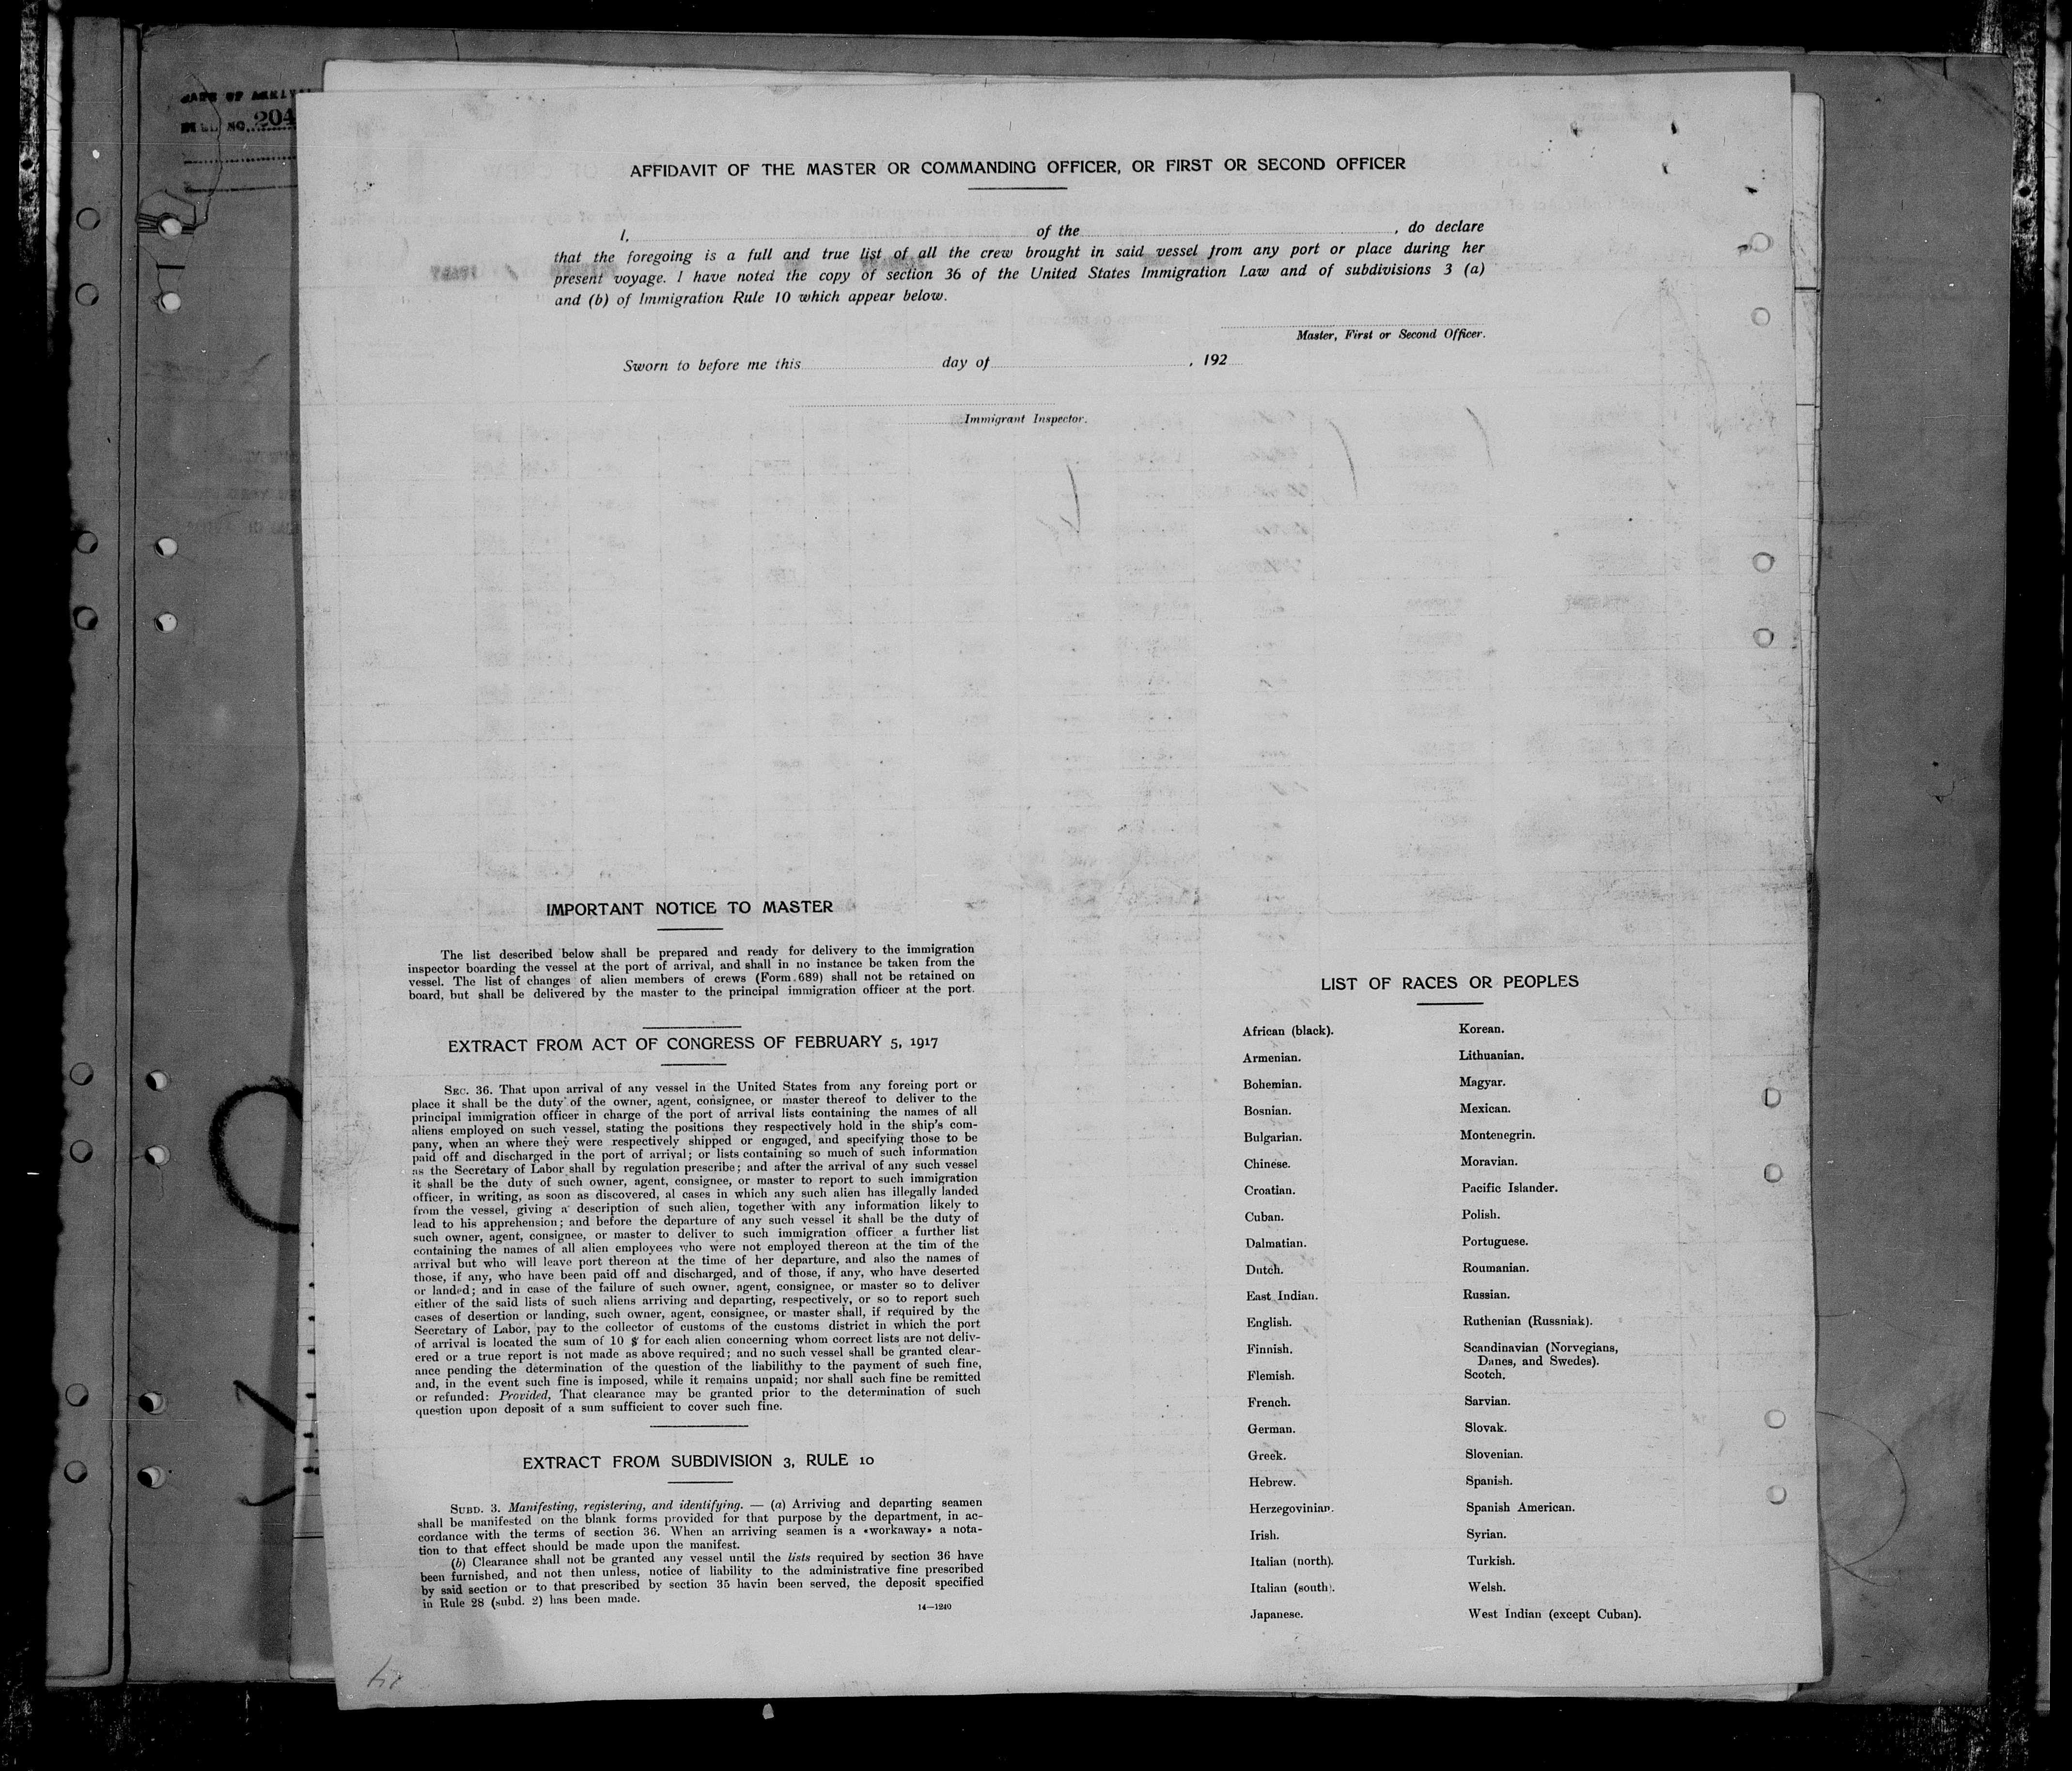 BILL NO. 204
AFFIDAVIT OF THE MASTER OR COMMANDING OFFICER, OR FIRST OR SECOND OFFICER
I, of the , do declare
that the foregoing is a full and true list of all the crew brought in said vessel from any port or place during her
present voyage. I have noted the copy of section 36 of the United States Immigration Law and of subdivisions 3 (a)
and (b) of Immigration Rule 10 which appear below.
Master, First or Second Officer.
Sworn to before me this day of , 192
Immigrant Inspector.
IMPORTANT NOTICE TO MASTER
The list described below shall be prepared and ready for delivery to the immigration
inspector boarding the vessel at the port of arrival, and shall in no instance be taken from the
vessel. The list of changes of alien members of crews (Form 689) shall not be retained on
board, but shall be delivered by the master to the principal immigration officer at the port.
EXTRACT FROM ACT OF CONGRESS OF FEBRUARY 5, 1917
SEC. 36. That upon arrival of any vessel in the United States from any foreing port or
place it shall be the duty of the owner, agent, consignee, or master thereof to deliver to the
principal immigration officer in charge of the port of arrival lists containing the names of all
aliens employed on such vessel, stating the positions they respectively hold in the ship's com-
pany, when an where they were respectively shipped or engaged, and specifying those to be
paid off and discharged in the port of arrival; or lists containing so much of such information
as the Secretary of Labor shall by regulation prescribe; and after the arrival of any such vessel
it shall be the duty of such owner, agent, consignee, or master to report to such immigration
officer, in writing, as soon as discovered, al cases in which any such alien has illegally landed
from the vessel, giving a description of such alien, together with any information likely to
lead to his apprehension; and before the departure of any such vessel it shall be the duty of
such owner, agent, consignee, or master to deliver to such immigration officer a further list
containing the names of all alien employees who were not employed thereon at the tim of the
arrival but who will leave port thereon at the time of her departure, and also the names of
those, if any, who have been paid off and discharged, and of those, if any, who have deserted
or landed; and in case of the failure of such owner, agent, consignee, or master so to deliver
either of the said lists of such aliens arriving and departing, respectively, or so to report such
cases of desertion or landing, such owner, agent, consignee, or master shall, if required by the
Secretary of Labor, pay to the collector of customs of the customs district in which the port
of arrival is located the sum of 10 $ for each alien concerning whom correct lists are not deliv-
ered or a true report is not made as above required; and no such vessel shall be granted clear-
ance pending the determination of the question of the liabilithy to the payment of such fine,
and, in the event such fine is imposed, while it remains unpaid; nor shall such fine be remitted
or refunded: Provided, That clearance may be granted prior to the determination of such
question upon deposit of a sum sufficient to cover such fine.
EXTRACT FROM SUBDIVISION 3, RULE 10
SUBD. 3. Manifesting, registering, and identifying. — (a) Arriving and departing seamen
shall be manifested on the blank forms provided for that purpose by the department, in ac-
cordance with the terms of section 36. When an arriving seamen is a «workaway» a nota-
tion to that effect should be made upon the manifest.
(b) Clearance shall not be granted any vessel until the lists required by section 36 have
been furnished, and not then unless, notice of liability to the administrative fine prescribed
by said section or to that prescribed by section 35 havin been served, the deposit specified
in Rule 28 (subd. 2) has been made.
14—1240
LIST OF RACES OR PEOPLES
African (black).
Armenian.
Bohemian.
Bosnian.
Bulgarian.
Chinese.
Croatian.
Cuban.
Dalmatian.
Dutch.
East Indian.
English.
Finnish.
Flemish.
French.
German.
Greek.
Hebrew.
Herzegovinian.
Irish.
Italian (north).
Italian (south).
Japanese.
Korean.
Lithuanian.
Magyar.
Mexican.
Montenegrin.
Moravian.
Pacific Islander.
Polish.
Portuguese.
Roumanian.
Russian.
Ruthenian (Russniak).
Scandinavian (Norvegians,
Danes, and Swedes).
Scotch.
Sarvian.
Slovak.
Slovenian.
Spanish.
Spanish American.
Syrian.
Turkish.
Welsh.
West Indian (except Cuban).